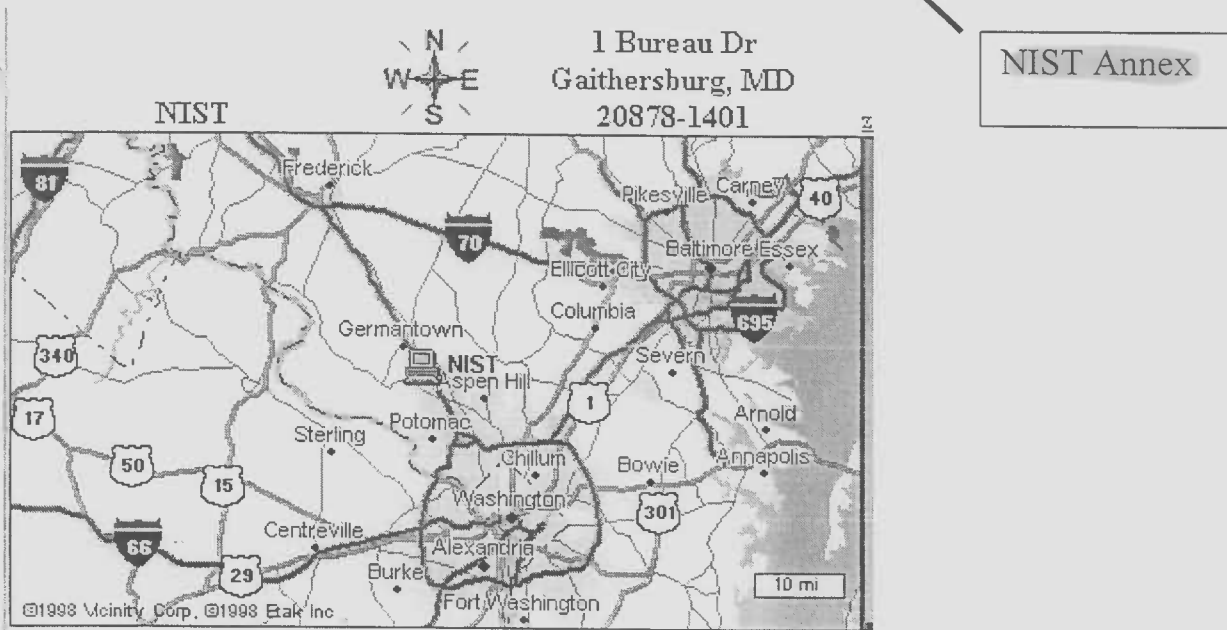 N
W E
S
1 Bureau Dr
Gaithersburg, MD
20878-1401
NIST Annex
NIST
z
81
Frederick
Pikesville
Carney
40
70
Baltimore
Essex
Ellicott City
Columbia
695
Germantown
340
NIST
Aspen Hill
Severn
1
17
Potomac
Arnold
Sterling
50
Chillum
Bowie
Annapolis
15
Washington
301
Centreville
66
Alexandria
29
Burke
10 mi
©1998 Vicinity Corp, ©1998 Etak Inc
Fort Washington